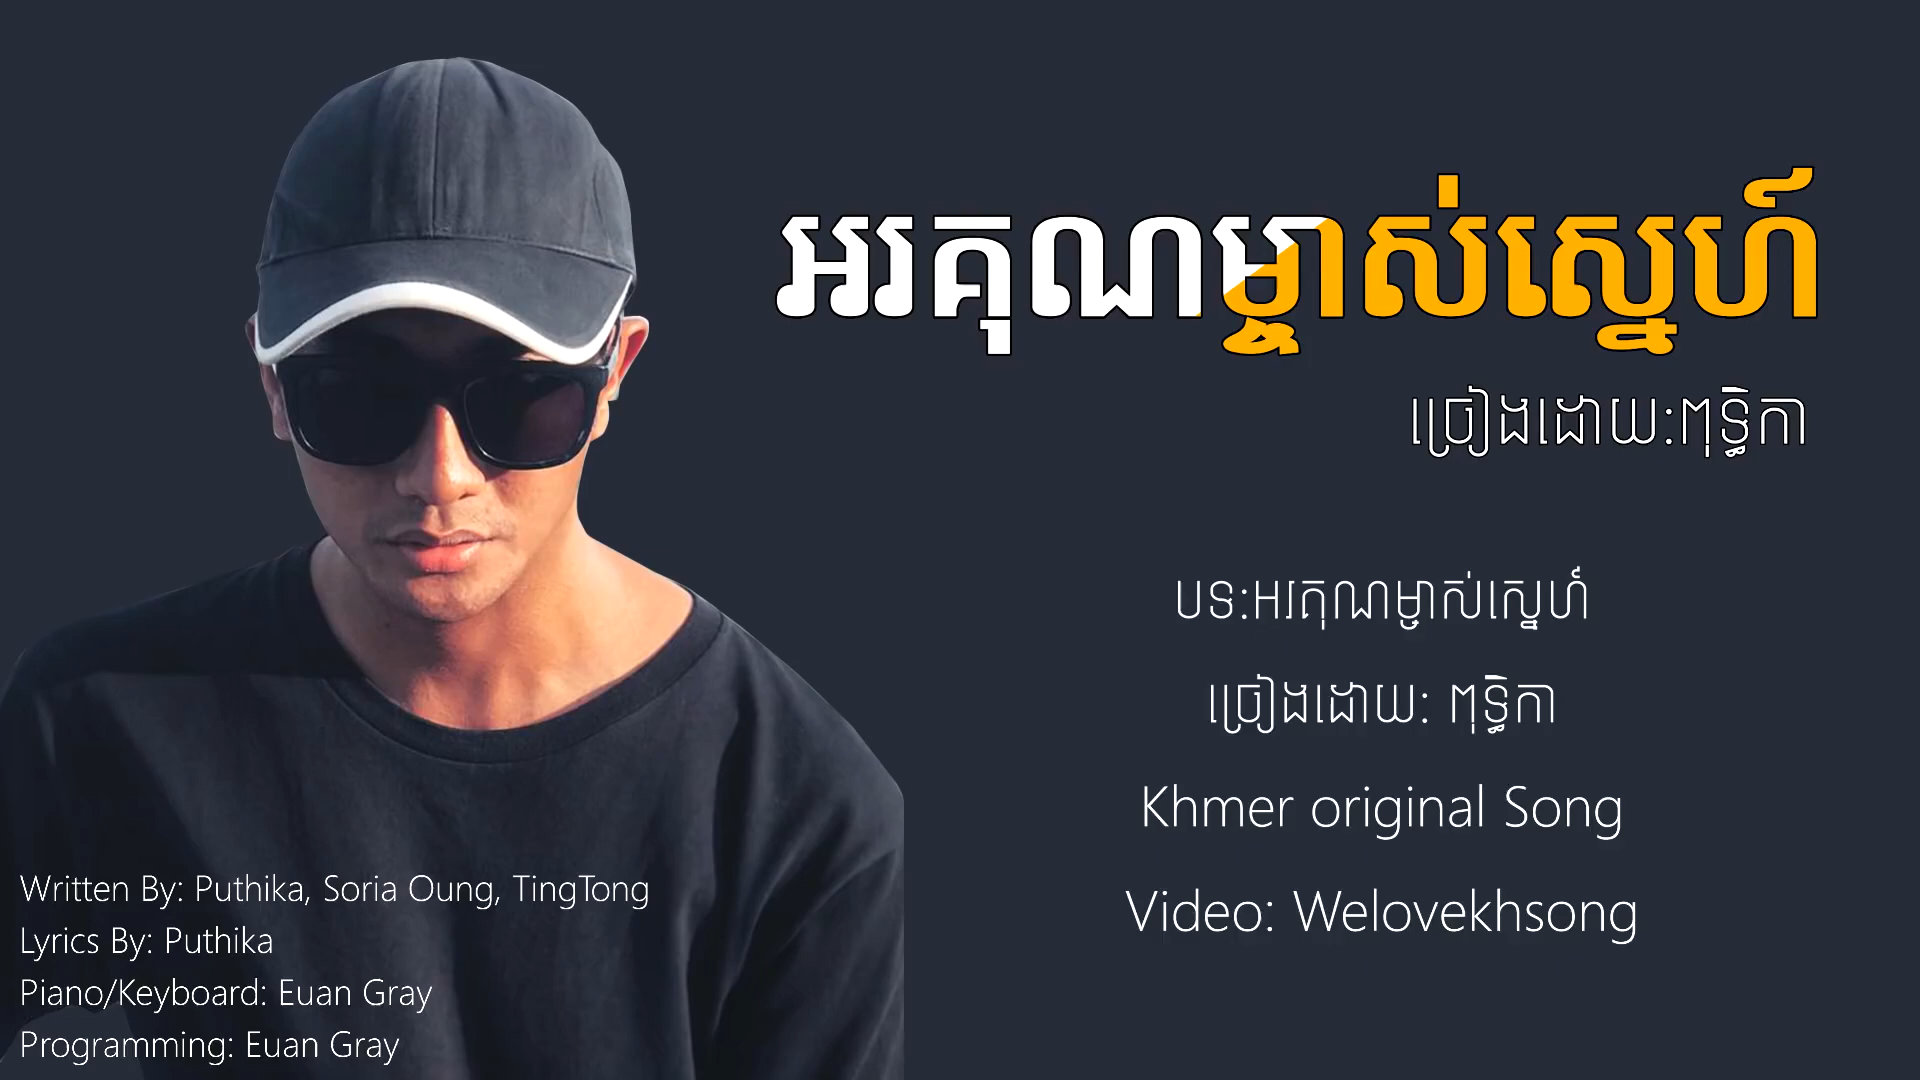 អរគុណម្ចាស់ស្នេហ៍
ច្រៀងដោយ:ពុទ្ធិកា
បទ:អរគុណម្ចាស់ស្នេហ៍
ច្រៀងដោយ: ពុទ្ធិកា
Khmer original Song
Video: Welovekhsong
Written By: Puthika, Soria Oung, TingTong
Lyrics By: Puthika
Piano/Keyboard: Euan Gray
Programming: Euan Gray